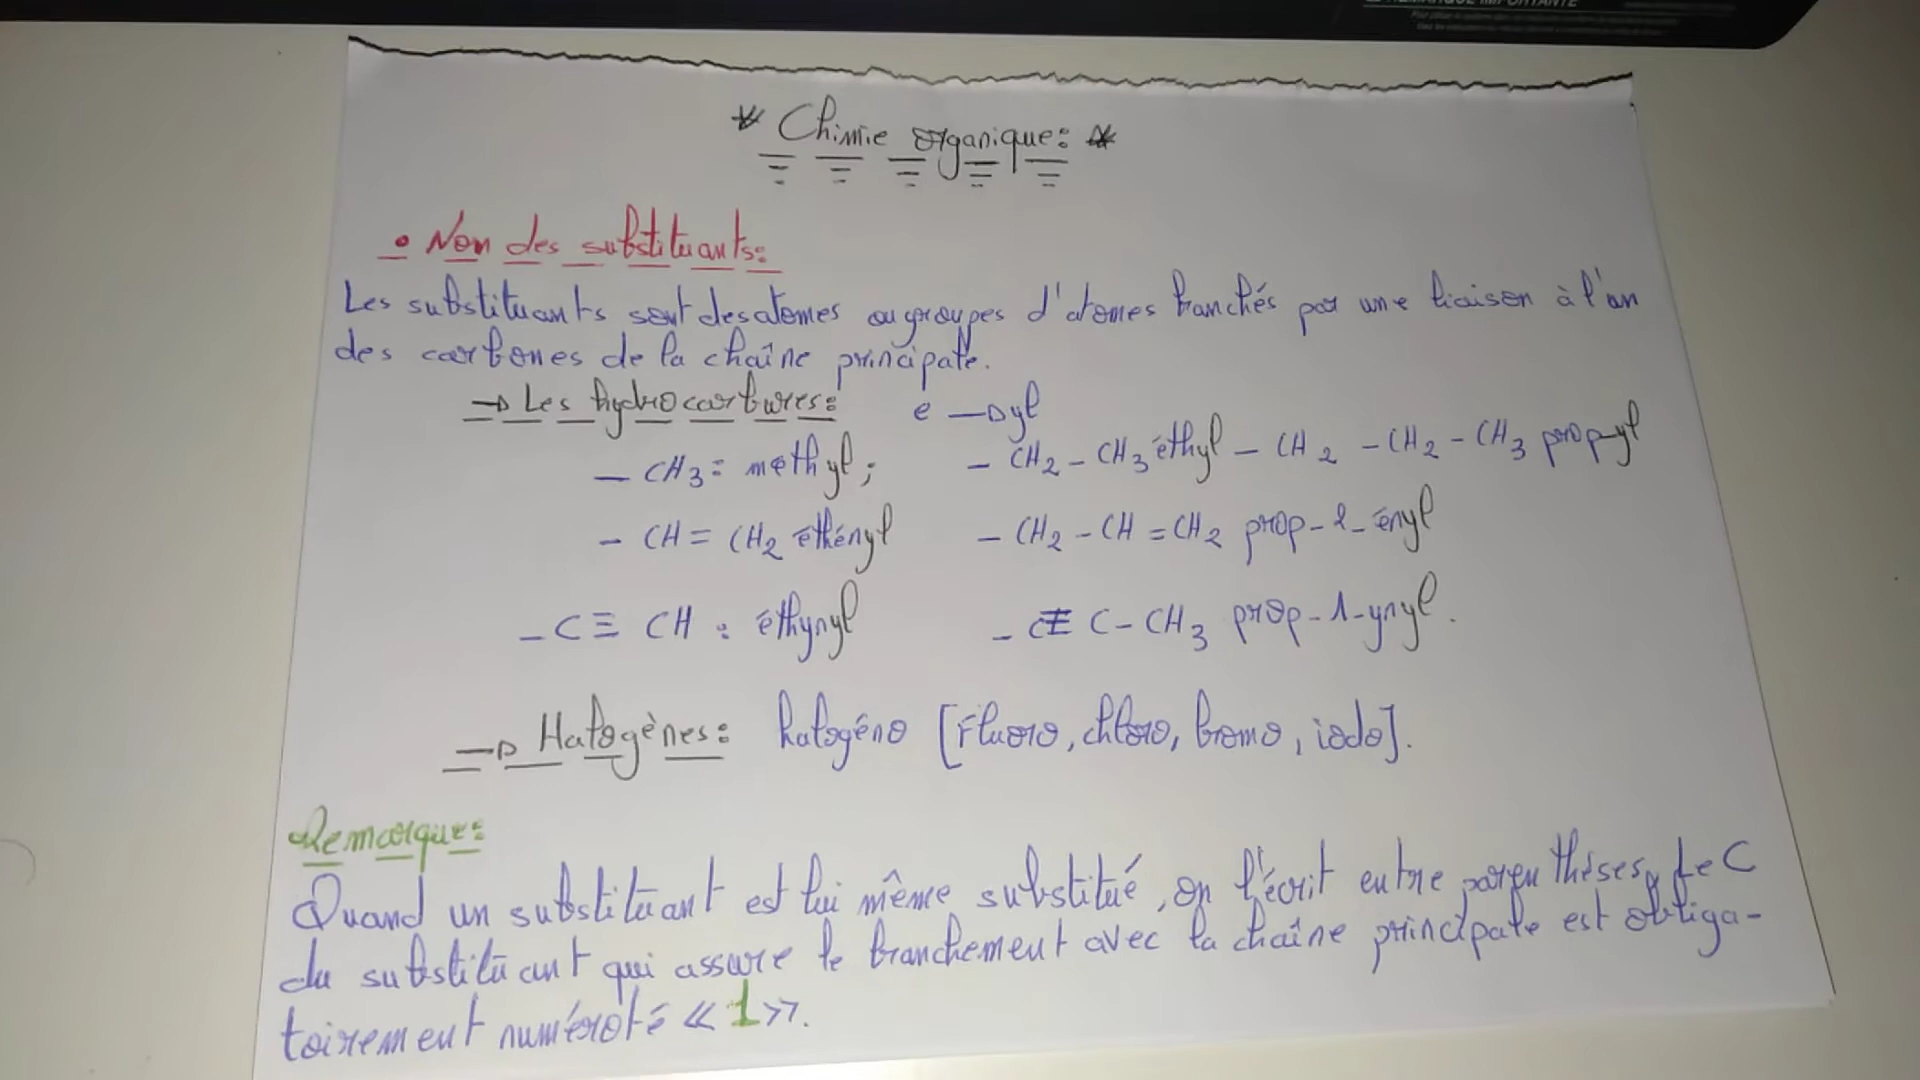 * Chimie organique: *
• Nom des substituants:
Les substituants sont des atomes ou groupes d'atomes branchés par une liaison à l'un
des carbones de la chaîne principale.
→ Les hydrocarbures: e → yl
- CH3: méthyl; - CH2 - CH3 éthyl - CH2 - CH2 - CH3 prop-yl
- CH = CH2 éthényl - CH2 - CH = CH2 prop-2-ényl
- C ≡ CH : éthynyl - C ≡ C - CH3 prop-1-ynyl.
→ Halogènes: halogéno [Fluoro, chloro, bromo, iodo].
Remarque:
Quand un substituant est lui même substitué, on l'écrit entre parenthèses, Le C
du substituant qui assure le branchement avec la chaîne principale est obliga-
toirement numéroté «1».